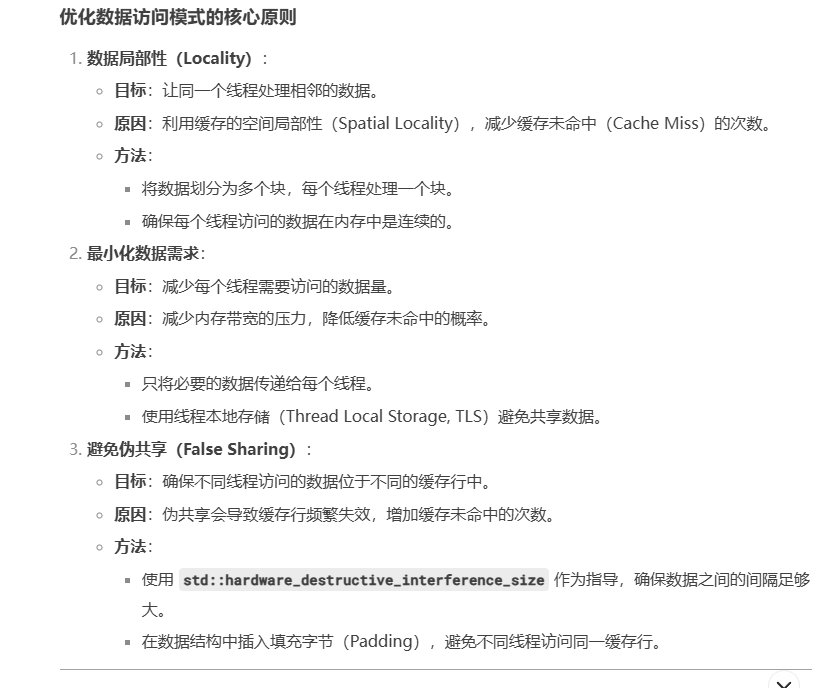 优化数据访问模式的核心原则
1. 数据局部性（Locality）：
目标：让同一个线程处理相邻的数据。
原因：利用缓存的空间局部性（Spatial Locality），减少缓存未命中（Cache Miss）的次数。
方法：
将数据划分为多个块，每个线程处理一个块。
确保每个线程访问的数据在内存中是连续的。
2. 最小化数据需求：
目标：减少每个线程需要访问的数据量。
原因：减少内存带宽的压力，降低缓存未命中的概率。
方法：
只将必要的数据传递给每个线程。
使用线程本地存储（Thread Local Storage, TLS）避免共享数据。
3. 避免伪共享（False Sharing）：
目标：确保不同线程访问的数据位于不同的缓存行中。
原因：伪共享会导致缓存行频繁失效，增加缓存未命中的次数。
方法：
使用 std::hardware_destructive_interference_size 作为指导，确保数据之间的间隔足够
大。
在数据结构中插入填充字节（Padding），避免不同线程访问同一缓存行。